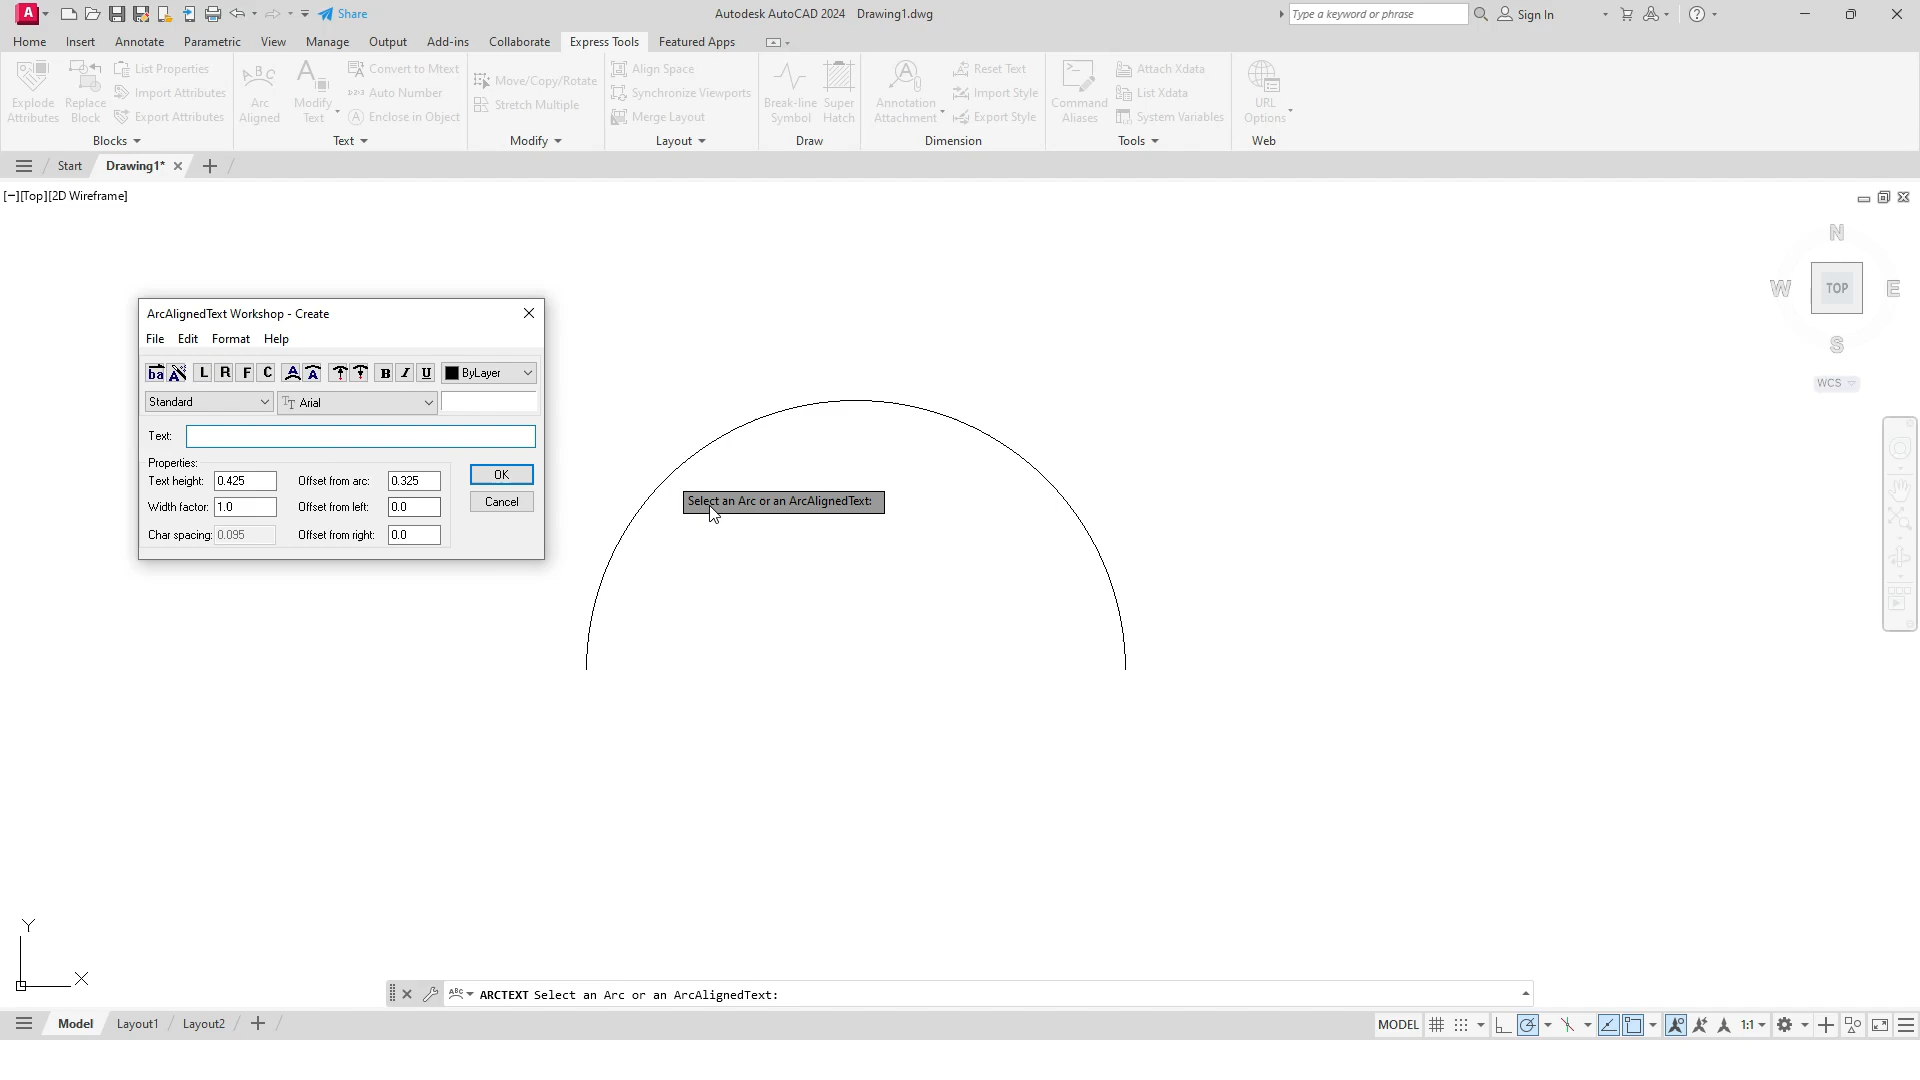 A Share Autodesk AutoCAD 2024 Drawing1.dwg Type a keyword or phrase Sign In
Home Insert Annotate Parametric View Manage Output Add-ins Collaborate Express Tools Featured Apps
Explode Attributes
Replace Block
List Properties
Import Attributes
Export Attributes
Blocks
Arc Aligned
Modify Text
Convert to Mtext
Auto Number
Enclose in Object
Text
Move/Copy/Rotate
Stretch Multiple
Modify
Align Space
Synchronize Viewports
Merge Layout
Layout
Break-line Symbol
Super Hatch
Draw
Annotation Attachment
Reset Text
Import Style
Export Style
Dimension
Command Aliases
Attach Xdata
List Xdata
System Variables
Tools
URL Options
Web
Start Drawing1*
[−][Top][2D Wireframe]
N
W TOP E
S
WCS
ArcAlignedText Workshop - Create
File Edit Format Help
ba A L R F C A A B I U ByLayer
Standard Arial
Text:
Properties:
Text height: 0.425 Offset from arc: 0.325 OK
Width factor: 1.0 Offset from left: 0.0 Cancel
Char spacing: 0.095 Offset from right: 0.0
Select an Arc or an ArcAlignedText:
Y
X
ABC ARCTEXT Select an Arc or an ArcAlignedText:
Model Layout1 Layout2 MODEL 1:1